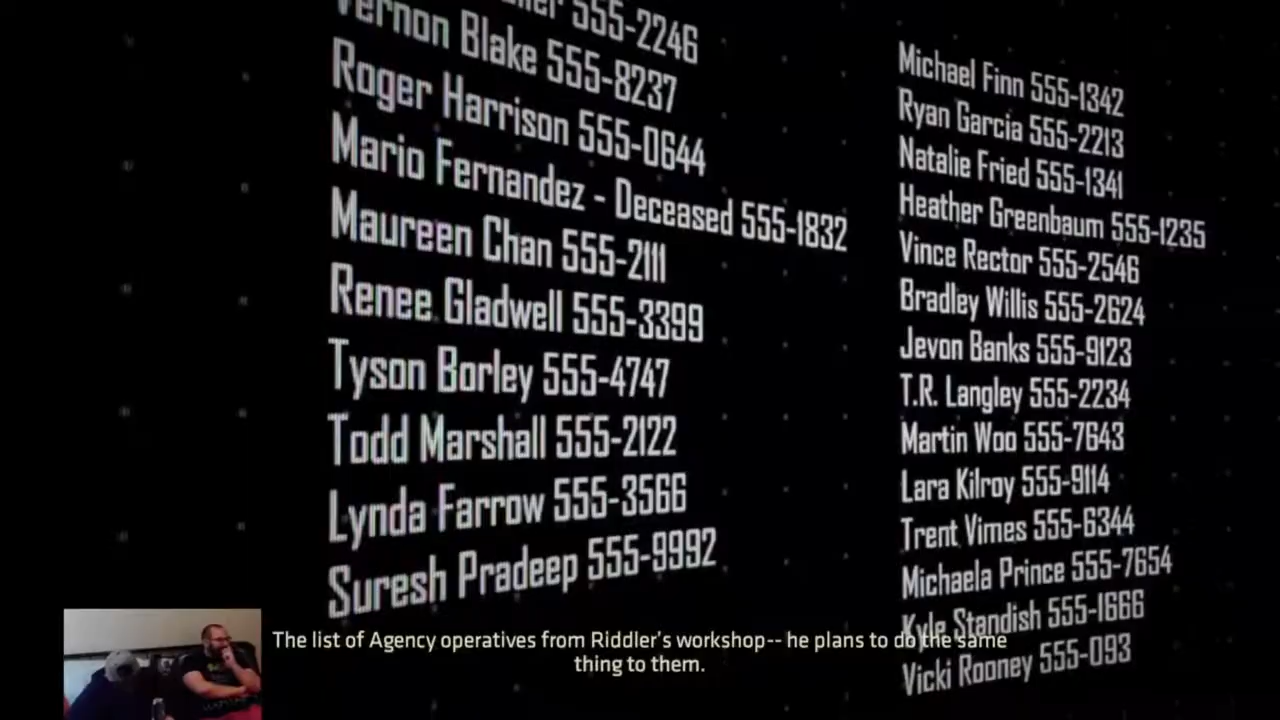 555-2246
Vernon Blake 555-8237
Roger Harrison 555-0644
Mario Fernandez - Deceased 555-1832
Maureen Chan 555-2111
Renee Gladwell 555-3399
Tyson Borley 555-4747
Todd Marshall 555-2122
Lynda Farrow 555-3566
Suresh Pradeep 555-9992
Michael Finn 555-1342
Ryan Garcia 555-2213
Natalie Fried 555-1341
Heather Greenbaum 555-1235
Vince Rector 555-2546
Bradley Willis 555-2624
Jevon Banks 555-9123
T.R. Langley 555-2234
Martin Woo 555-7643
Lara Kilroy 555-9114
Trent Vimes 555-6344
Michaela Prince 555-7654
Kyle Standish 555-1666
Vicki Rooney 555-093
The list of Agency operatives from Riddler's workshop-- he plans to do the same
thing to them.